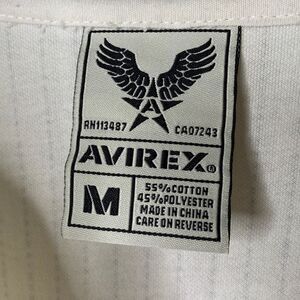 RN113487 CA07243
AVIREX®
M
55%COTTON
45%POLYESTER
MADE IN CHINA
CARE ON REVERSE